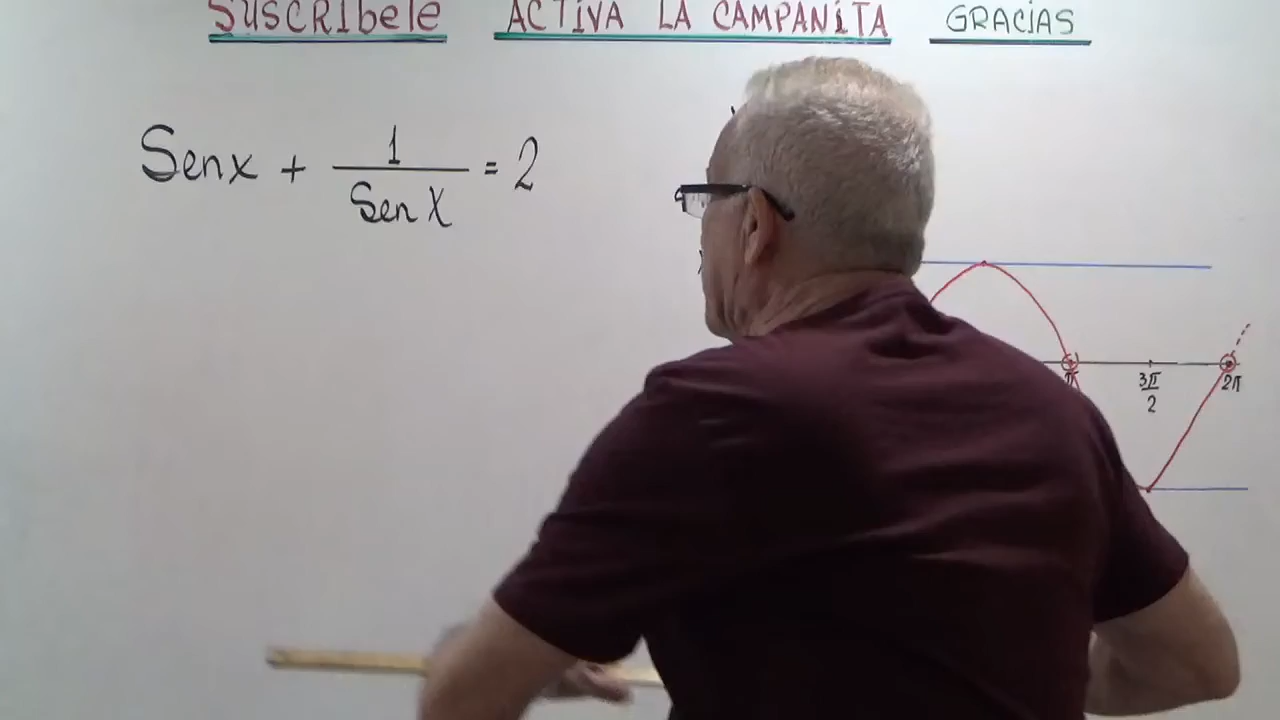 SUSCRIbele ACTIVA LA CAMPANITA GRACIAS
Senx + 1 / Sen X = 2
π 3π/2 2π